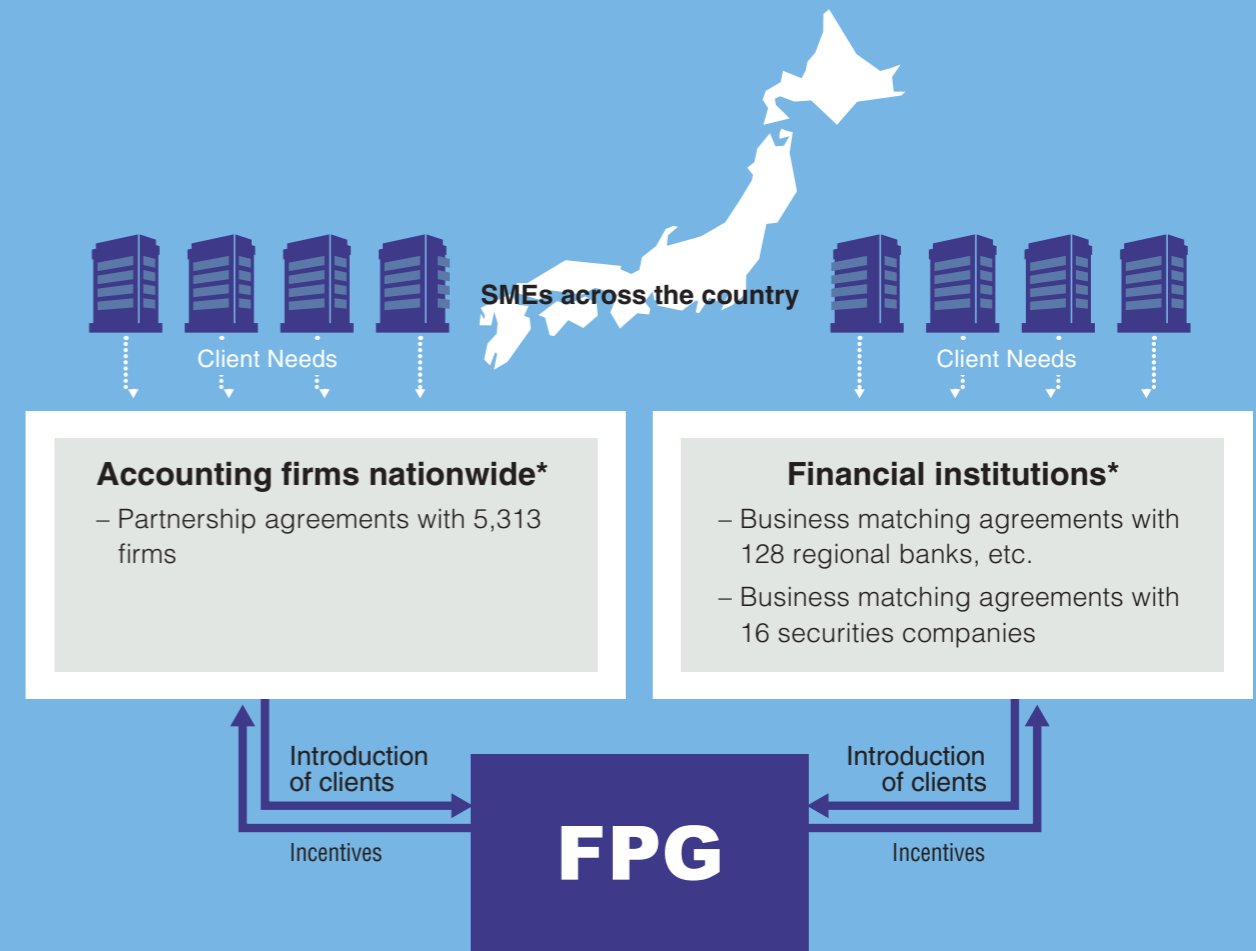 SMEs across the country
Client Needs
Client Needs
Accounting firms nationwide*
– Partnership agreements with 5,313
firms
Financial institutions*
– Business matching agreements with
128 regional banks, etc.
– Business matching agreements with
16 securities companies
Introduction
of clients
Incentives
Introduction
of clients
Incentives
FPG